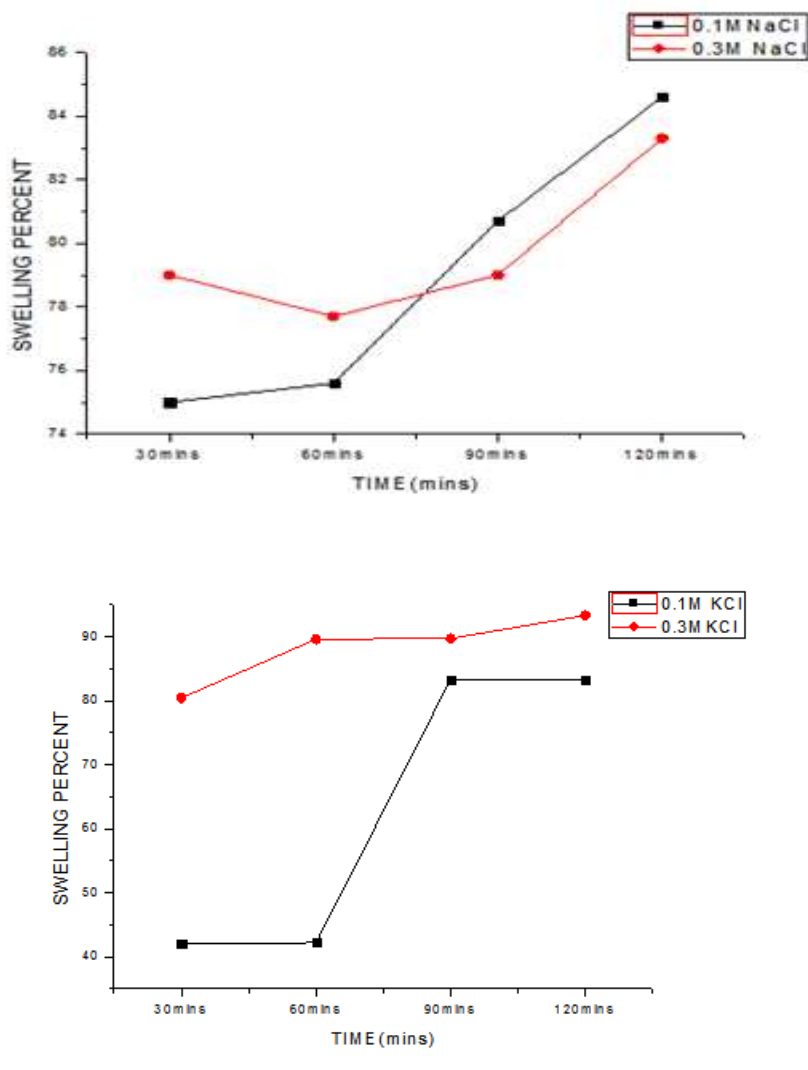 0.1M NaCl
0.3M NaCl
86
84
82
80
78
76
74
SWELLING PERCENT
30mins
60mins
90mins
120mins
TIME(mins)
0.1M KCl
0.3M KCl
90
80
70
60
50
40
SWELLING PERCENT
30mins
60mins
90mins
120mins
TIME(mins)